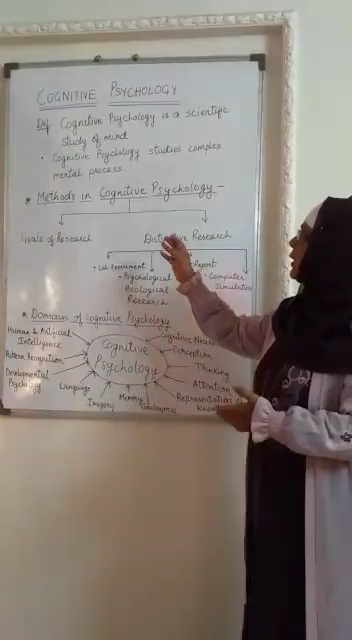 COGNITIVE PSYCHOLOGY
Def Cognitive Psychology is a scientific
study of mind
• Cognitive Psychology studies complex
mental process
* Methods in Cognitive Psychology -
Goals of Research
Research
• Lab Experiment
Report
• Psychological
Biological
Research
• Computer
Simulation
* Domain of Cognitive Psychology
Cognitive
Psychology
Human & Artificial
Intelligence
Pattern Recognition
Developmental
Psychology
Language
Imagery
Memory
Representation
Attention
Thinking
Perception
Cognitive